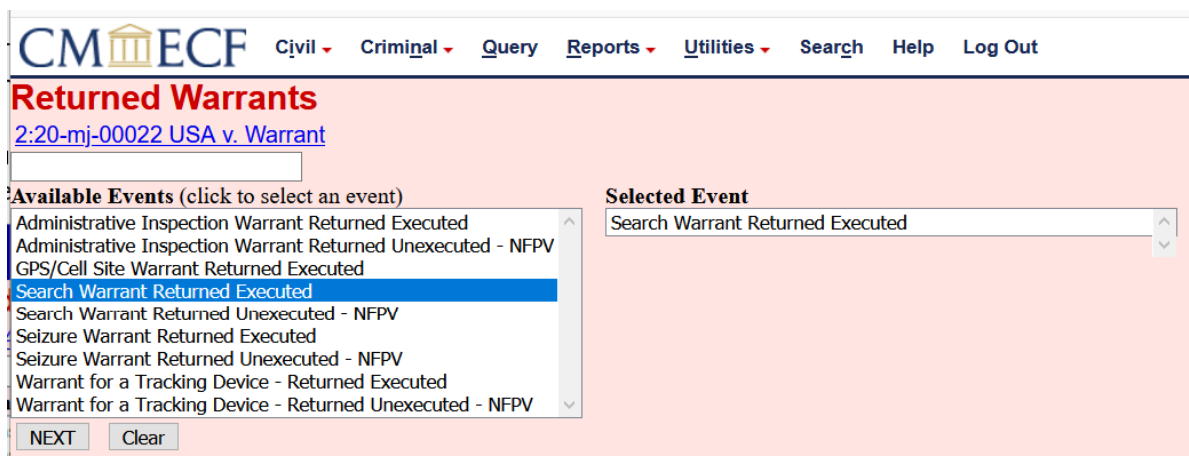 CM ECF Civil Criminal Query Reports Utilities Search Help Log Out
Returned Warrants
2:20-mj-00022 USA v. Warrant
Available Events (click to select an event)
Selected Event
Administrative Inspection Warrant Returned Executed
Administrative Inspection Warrant Returned Unexecuted - NFPV
GPS/Cell Site Warrant Returned Executed
Search Warrant Returned Executed
Search Warrant Returned Unexecuted - NFPV
Seizure Warrant Returned Executed
Seizure Warrant Returned Unexecuted - NFPV
Warrant for a Tracking Device - Returned Executed
Warrant for a Tracking Device - Returned Unexecuted - NFPV
Search Warrant Returned Executed
NEXT Clear